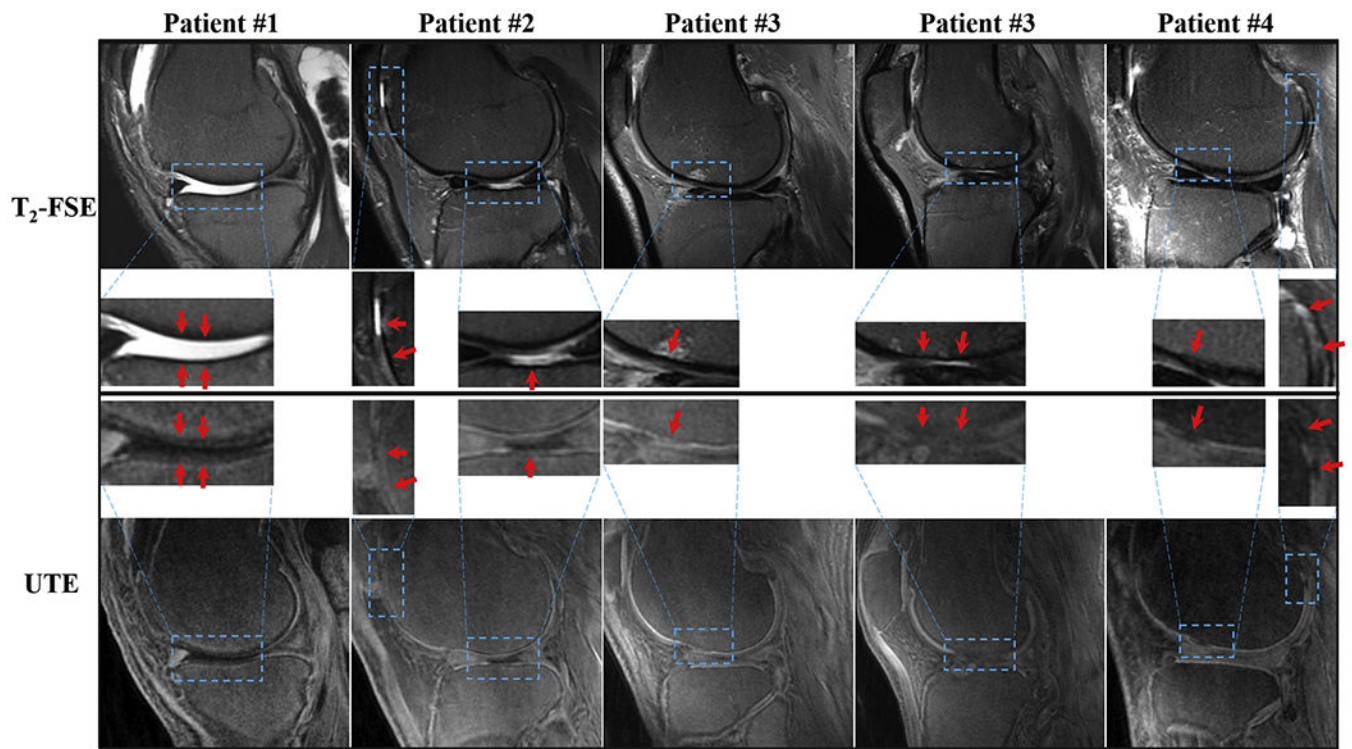 Patient #1 Patient #2 Patient #3 Patient #3 Patient #4
T₂-FSE
UTE